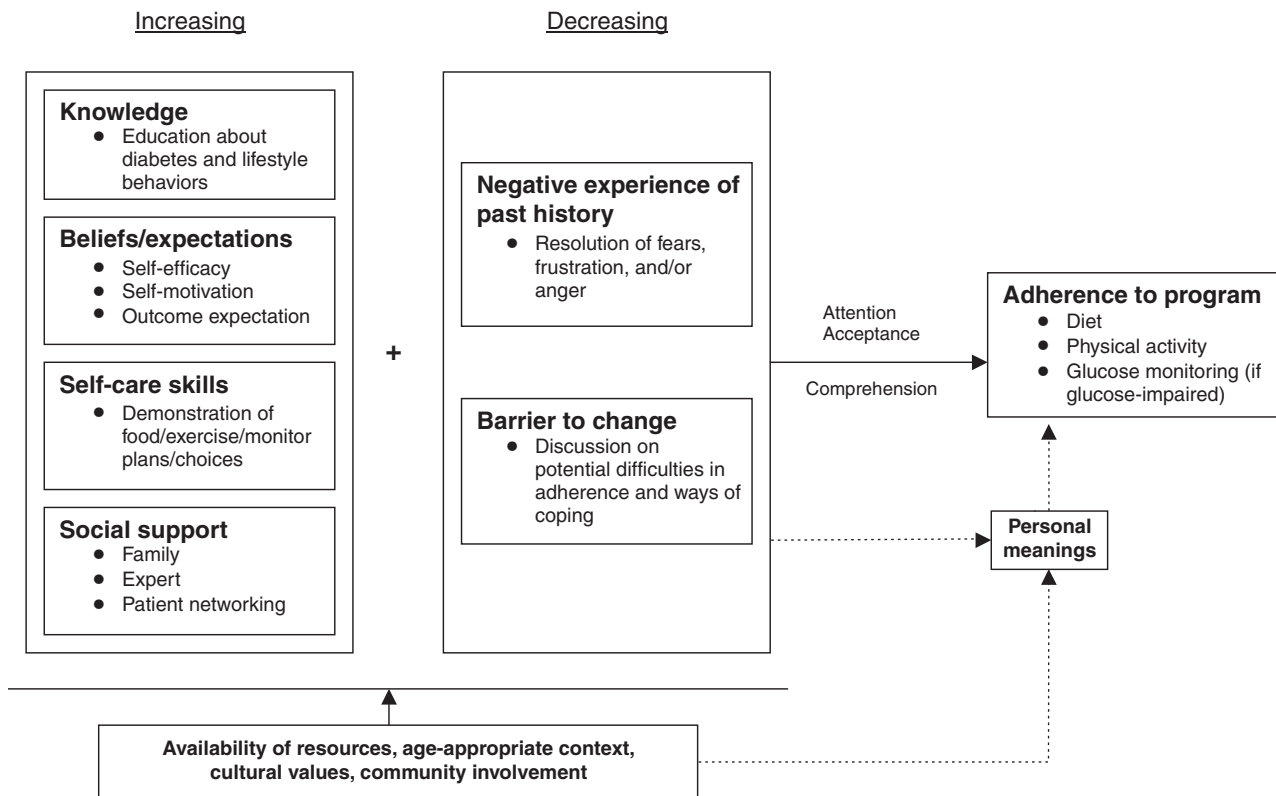 Increasing
Decreasing
Knowledge
● Education about
diabetes and lifestyle
behaviors
Beliefs/expectations
● Self-efficacy
● Self-motivation
● Outcome expectation
Self-care skills
● Demonstration of
food/exercise/monitor
plans/choices
Social support
● Family
● Expert
● Patient networking
+
Negative experience of
past history
● Resolution of fears,
frustration, and/or
anger
Barrier to change
● Discussion on
potential difficulties in
adherence and ways of
coping
Attention
Acceptance
Comprehension
Adherence to program
● Diet
● Physical activity
● Glucose monitoring (if
glucose-impaired)
Personal
meanings
Availability of resources, age-appropriate context,
cultural values, community involvement